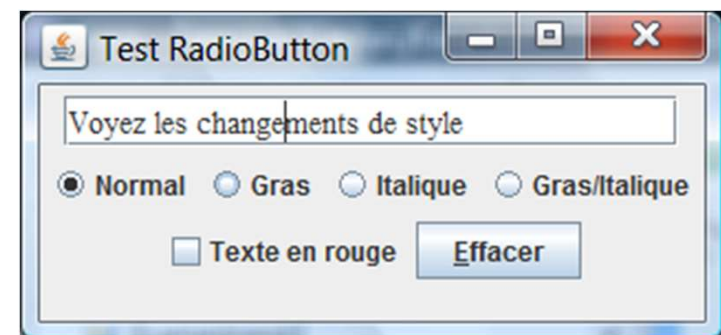 Test RadioButton
Voyez les changements de style
Normal Gras Italique Gras/Italique
Texte en rouge Effacer